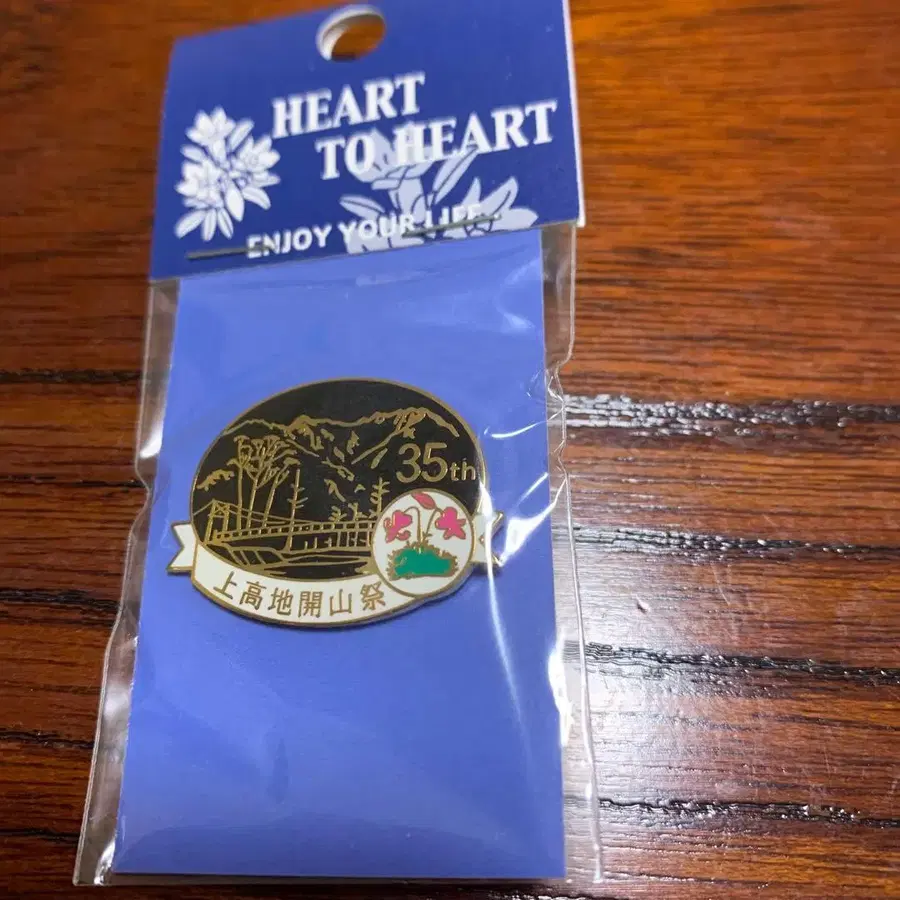 HEART
TO HEART
ENJOY YOUR LIFE
35th
上高地開山祭